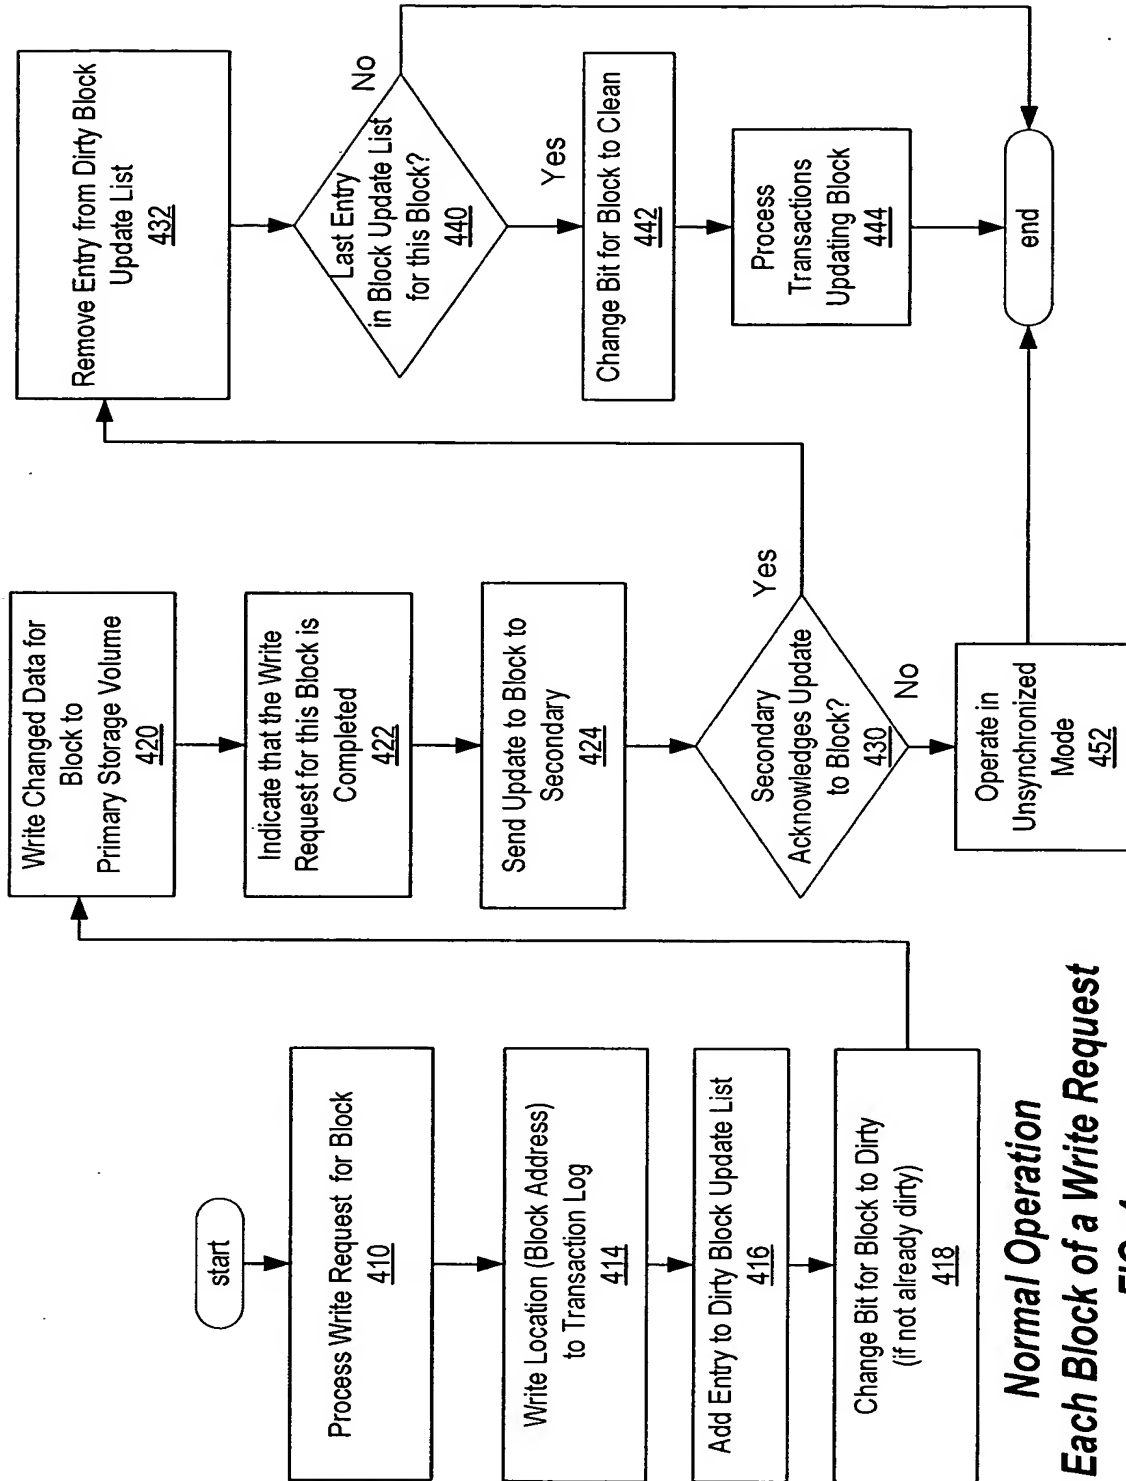 start
Process Write Request for Block
410
Write Location (Block Address)
to Transaction Log
414
Add Entry to Dirty Block Update List
416
Change Bit for Block to Dirty
(if not already dirty)
418
Write Changed Data for
Block to
Primary Storage Volume
420
Indicate that the Write
Request for this Block is
Completed
422
Send Update to Block to
Secondary
424
Secondary
Acknowledges Update
to Block?
430
Yes
No
Operate in
Unsynchronized
Mode
452
Remove Entry from Dirty Block
Update List
432
Last Entry
in Block Update List
for this Block?
440
No
Yes
Change Bit for Block to Clean
442
Process
Transactions
Updating Block
444
end
Normal Operation
Each Block of a Write Request